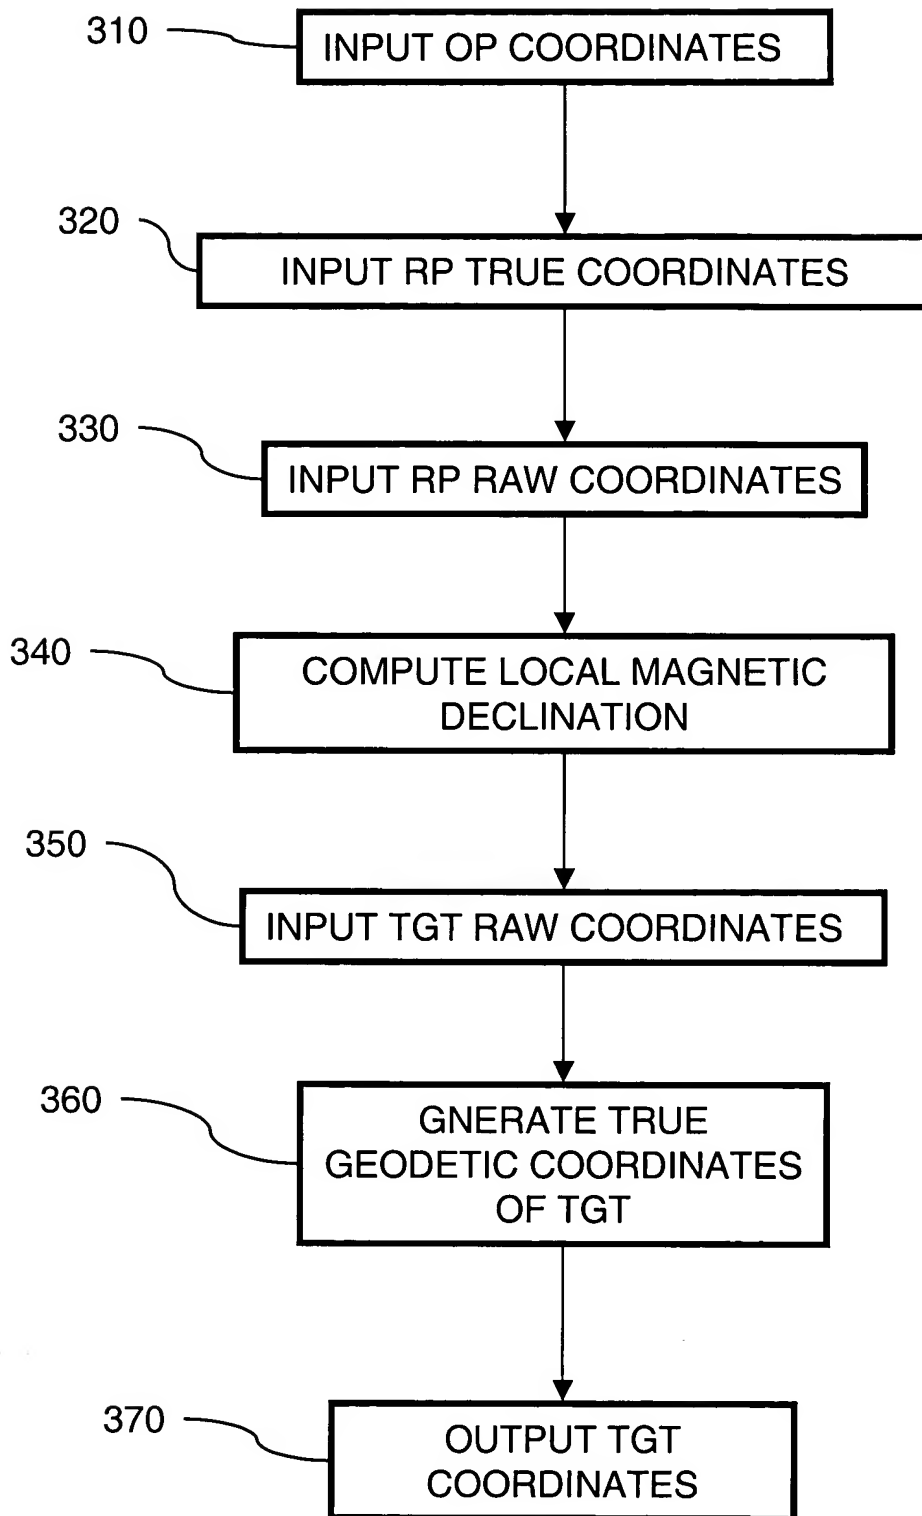 310
INPUT OP COORDINATES
320
INPUT RP TRUE COORDINATES
330
INPUT RP RAW COORDINATES
340
COMPUTE LOCAL MAGNETIC
DECLINATION
350
INPUT TGT RAW COORDINATES
360
GNERATE TRUE
GEODETIC COORDINATES
OF TGT
370
OUTPUT TGT
COORDINATES